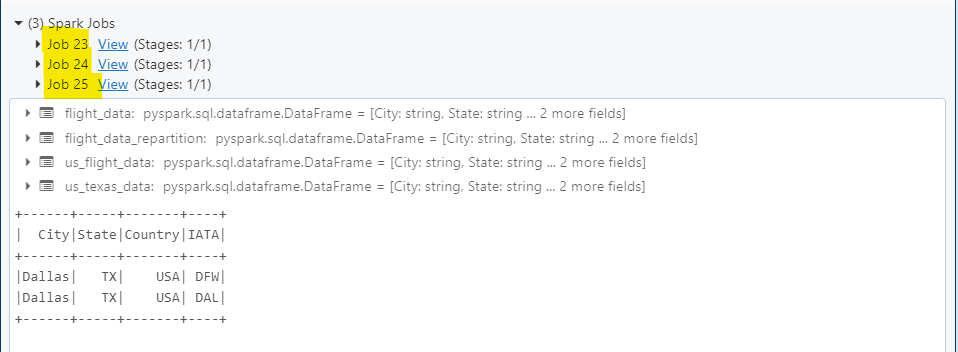 (3) Spark Jobs
Job 23 View (Stages: 1/1)
Job 24 View (Stages: 1/1)
Job 25 View (Stages: 1/1)
flight_data: pyspark.sql.dataframe.DataFrame = [City: string, State: string ... 2 more fields]
flight_data_repartition: pyspark.sql.dataframe.DataFrame = [City: string, State: string ... 2 more fields]
us_flight_data: pyspark.sql.dataframe.DataFrame = [City: string, State: string ... 2 more fields]
us_texas_data: pyspark.sql.dataframe.DataFrame = [City: string, State: string ... 2 more fields]
+------+-----+-------+----+
|  City|State|Country|IATA|
+------+-----+-------+----+
|Dallas|   TX|    USA| DFW|
|Dallas|   TX|    USA| DAL|
+------+-----+-------+----+